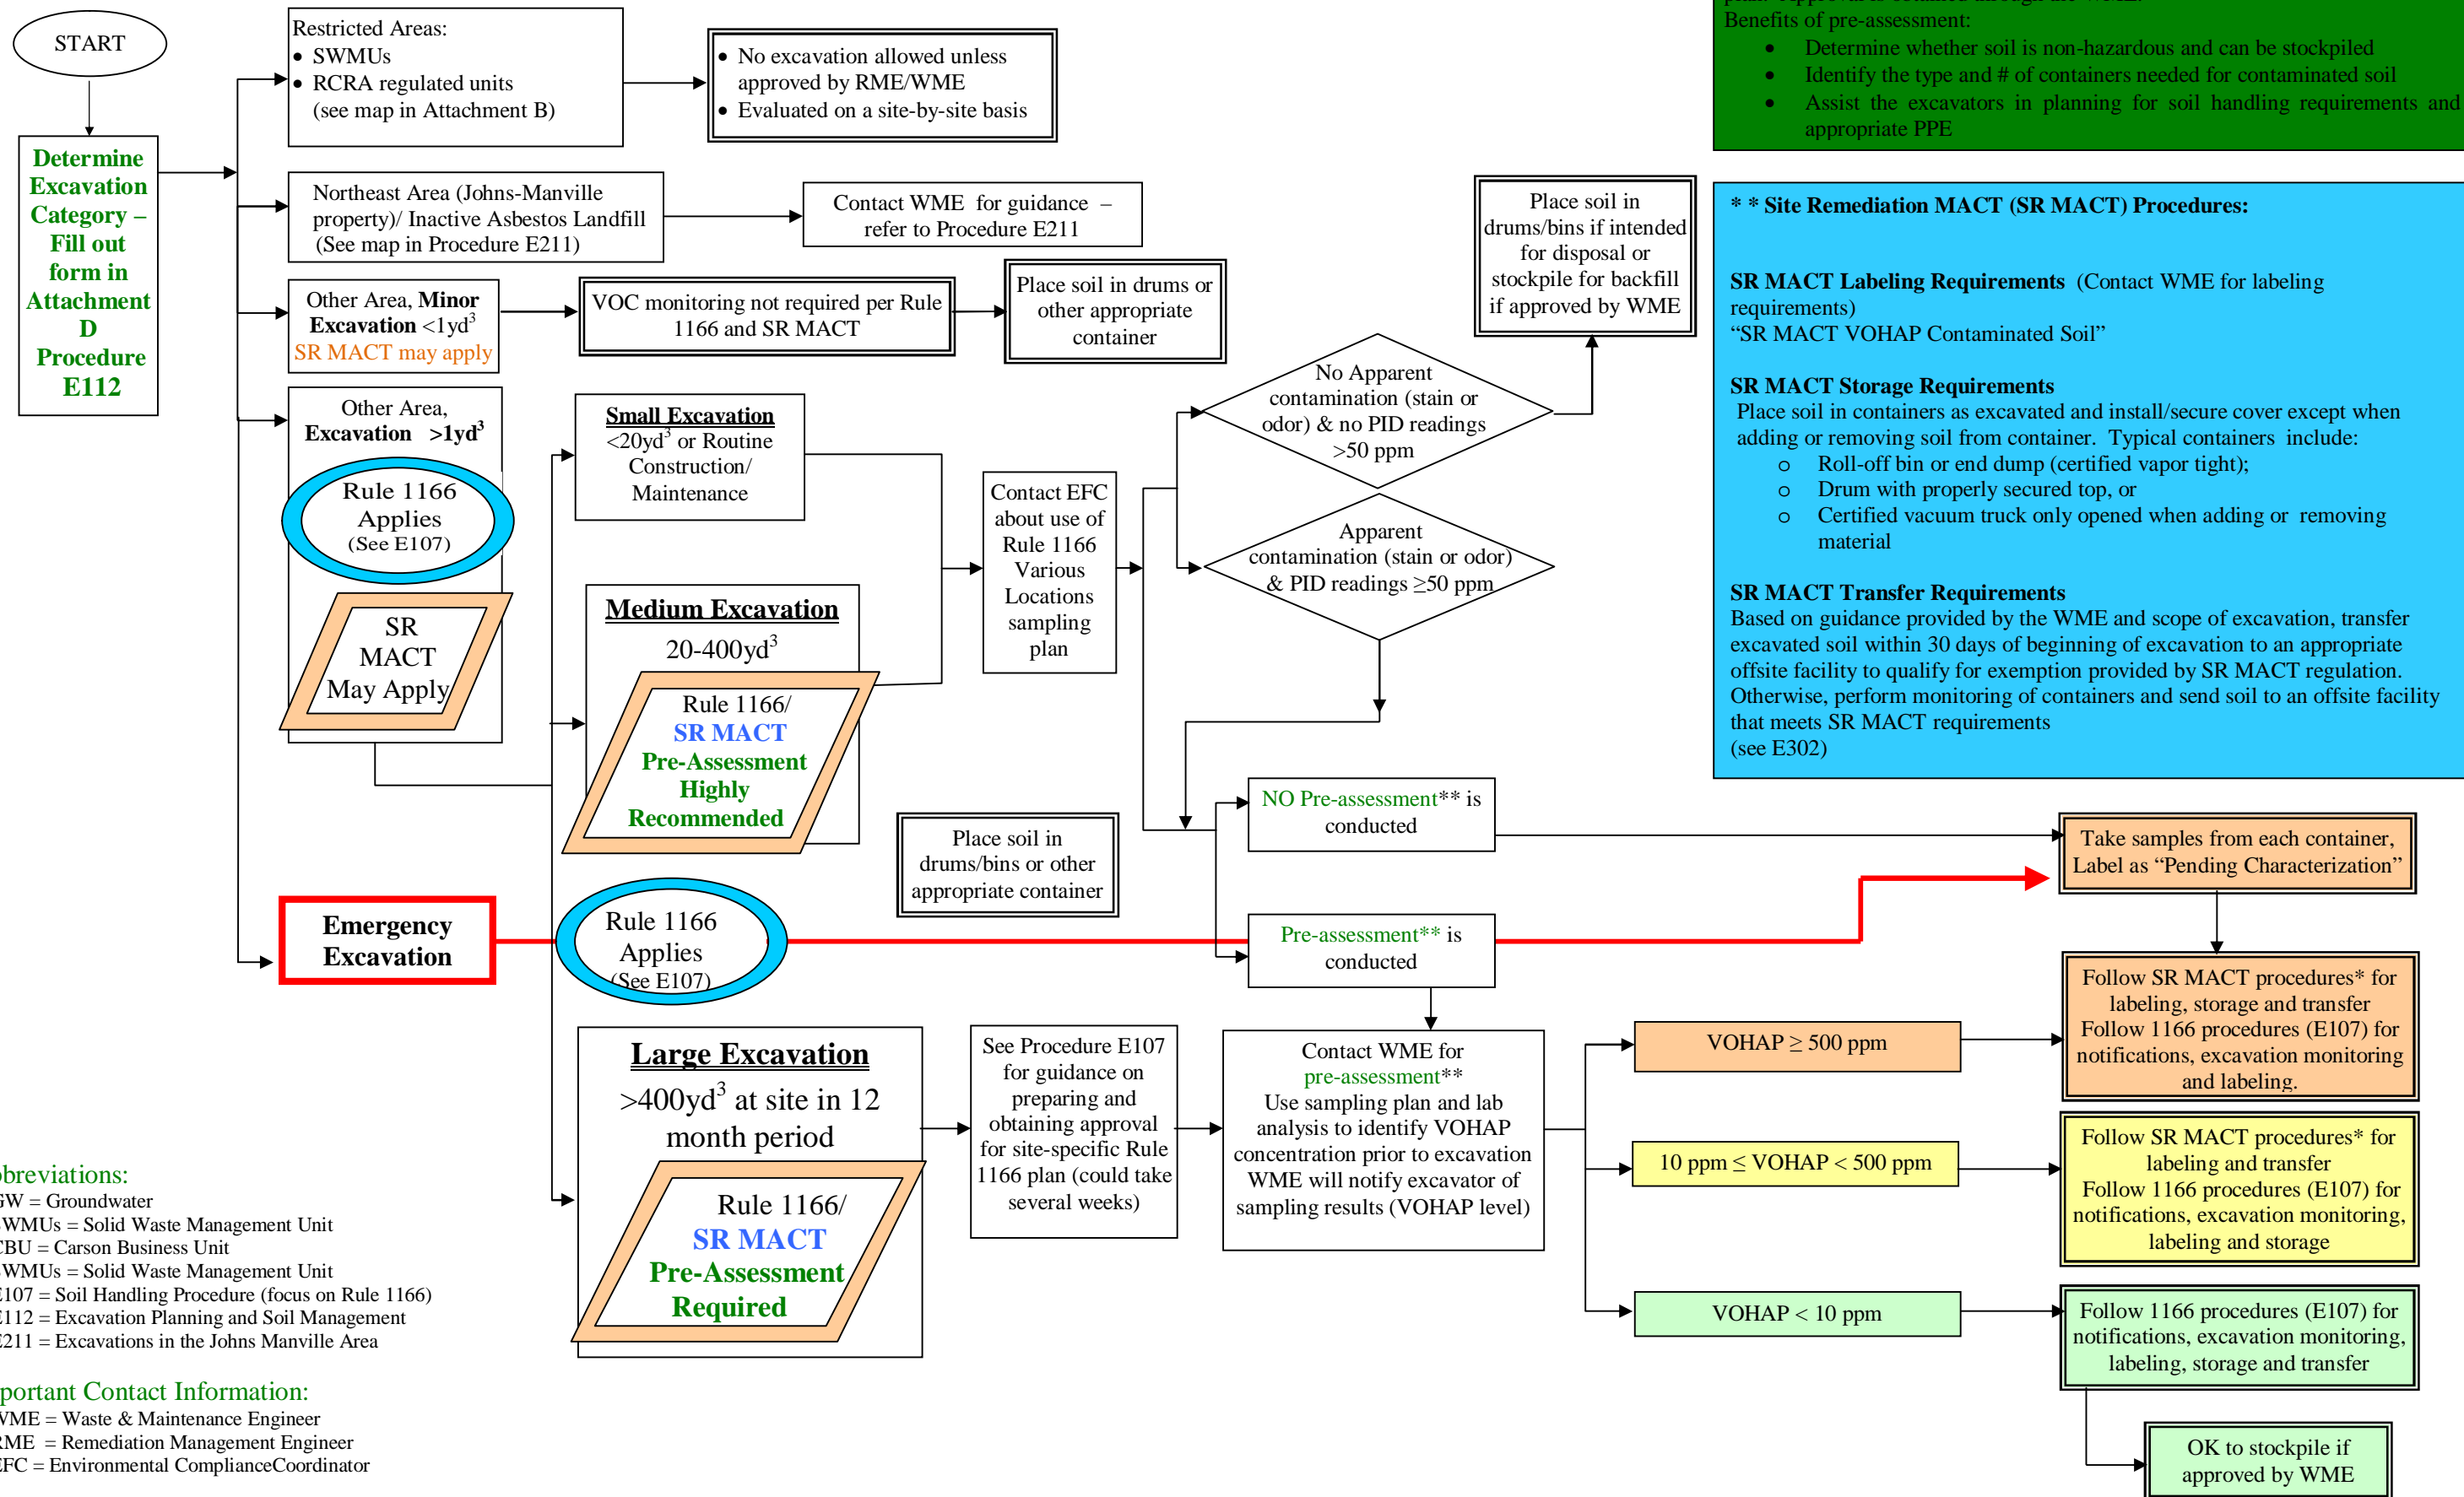 START
Determine
Excavation
Category –
Fill out
form in
Attachment
D
Procedure
E112
Restricted Areas:
• SWMUs
• RCRA regulated units
(see map in Attachment B)
• No excavation allowed unless
approved by RME/WME
• Evaluated on a site-by-site basis
Northeast Area (Johns-Manville
property)/ Inactive Asbestos Landfill
(See map in Procedure E211)
Contact WME for guidance –
refer to Procedure E211
Other Area, Minor
Excavation <1yd³
SR MACT may apply
VOC monitoring not required per Rule
1166 and SR MACT
Place soil in drums or
other appropriate
container
Other Area,
Excavation >1yd³
Rule 1166
Applies
(See E107)
SR
MACT
May Apply
Small Excavation
<20yd³ or Routine
Construction/
Maintenance
Medium Excavation
20-400yd³
Rule 1166/
SR MACT
Pre-Assessment
Highly
Recommended
Contact EFC
about use of
Rule 1166
Various
Locations
sampling
plan
No Apparent
contamination (stain or
odor) & no PID readings
>50 ppm
Apparent
contamination (stain or odor)
& PID readings ≥50 ppm
Place soil in
drums/bins if intended
for disposal or
stockpile for backfill
if approved by WME
Benefits of pre-assessment:
• Determine whether soil is non-hazardous and can be stockpiled
• Identify the type and # of containers needed for contaminated soil
• Assist the excavators in planning for soil handling requirements and
appropriate PPE
* * Site Remediation MACT (SR MACT) Procedures:
SR MACT Labeling Requirements (Contact WME for labeling
requirements)
“SR MACT VOHAP Contaminated Soil”
SR MACT Storage Requirements
Place soil in containers as excavated and install/secure cover except when
adding or removing soil from container. Typical containers include:
o Roll-off bin or end dump (certified vapor tight);
o Drum with properly secured top, or
o Certified vacuum truck only opened when adding or removing
material
SR MACT Transfer Requirements
Based on guidance provided by the WME and scope of excavation, transfer
excavated soil within 30 days of beginning of excavation to an appropriate
offsite facility to qualify for exemption provided by SR MACT regulation.
Otherwise, perform monitoring of containers and send soil to an offsite facility
that meets SR MACT requirements
(see E302)
NO Pre-assessment** is
conducted
Place soil in
drums/bins or other
appropriate container
Take samples from each container,
Label as “Pending Characterization”
Emergency
Excavation
Rule 1166
Applies
(See E107)
Pre-assessment** is
conducted
Follow SR MACT procedures* for
labeling, storage and transfer
Follow 1166 procedures (E107) for
notifications, excavation monitoring
and labeling.
Large Excavation
>400yd³ at site in 12
month period
Rule 1166/
SR MACT
Pre-Assessment
Required
See Procedure E107
for guidance on
preparing and
obtaining approval
for site-specific Rule
1166 plan (could take
several weeks)
Contact WME for
pre-assessment**
Use sampling plan and lab
analysis to identify VOHAP
concentration prior to excavation
WME will notify excavator of
sampling results (VOHAP level)
VOHAP ≥ 500 ppm
10 ppm ≤ VOHAP < 500 ppm
Follow SR MACT procedures* for
labeling and transfer
Follow 1166 procedures (E107) for
notifications, excavation monitoring,
labeling and storage
VOHAP < 10 ppm
Follow 1166 procedures (E107) for
notifications, excavation monitoring,
labeling, storage and transfer
OK to stockpile if
approved by WME
bbreviations:
GW = Groundwater
WMUs = Solid Waste Management Unit
CBU = Carson Business Unit
WMUs = Solid Waste Management Unit
E107 = Soil Handling Procedure (focus on Rule 1166)
E112 = Excavation Planning and Soil Management
E211 = Excavations in the Johns Manville Area
portant Contact Information:
WME = Waste & Maintenance Engineer
RME = Remediation Management Engineer
EFC = Environmental ComplianceCoordinator